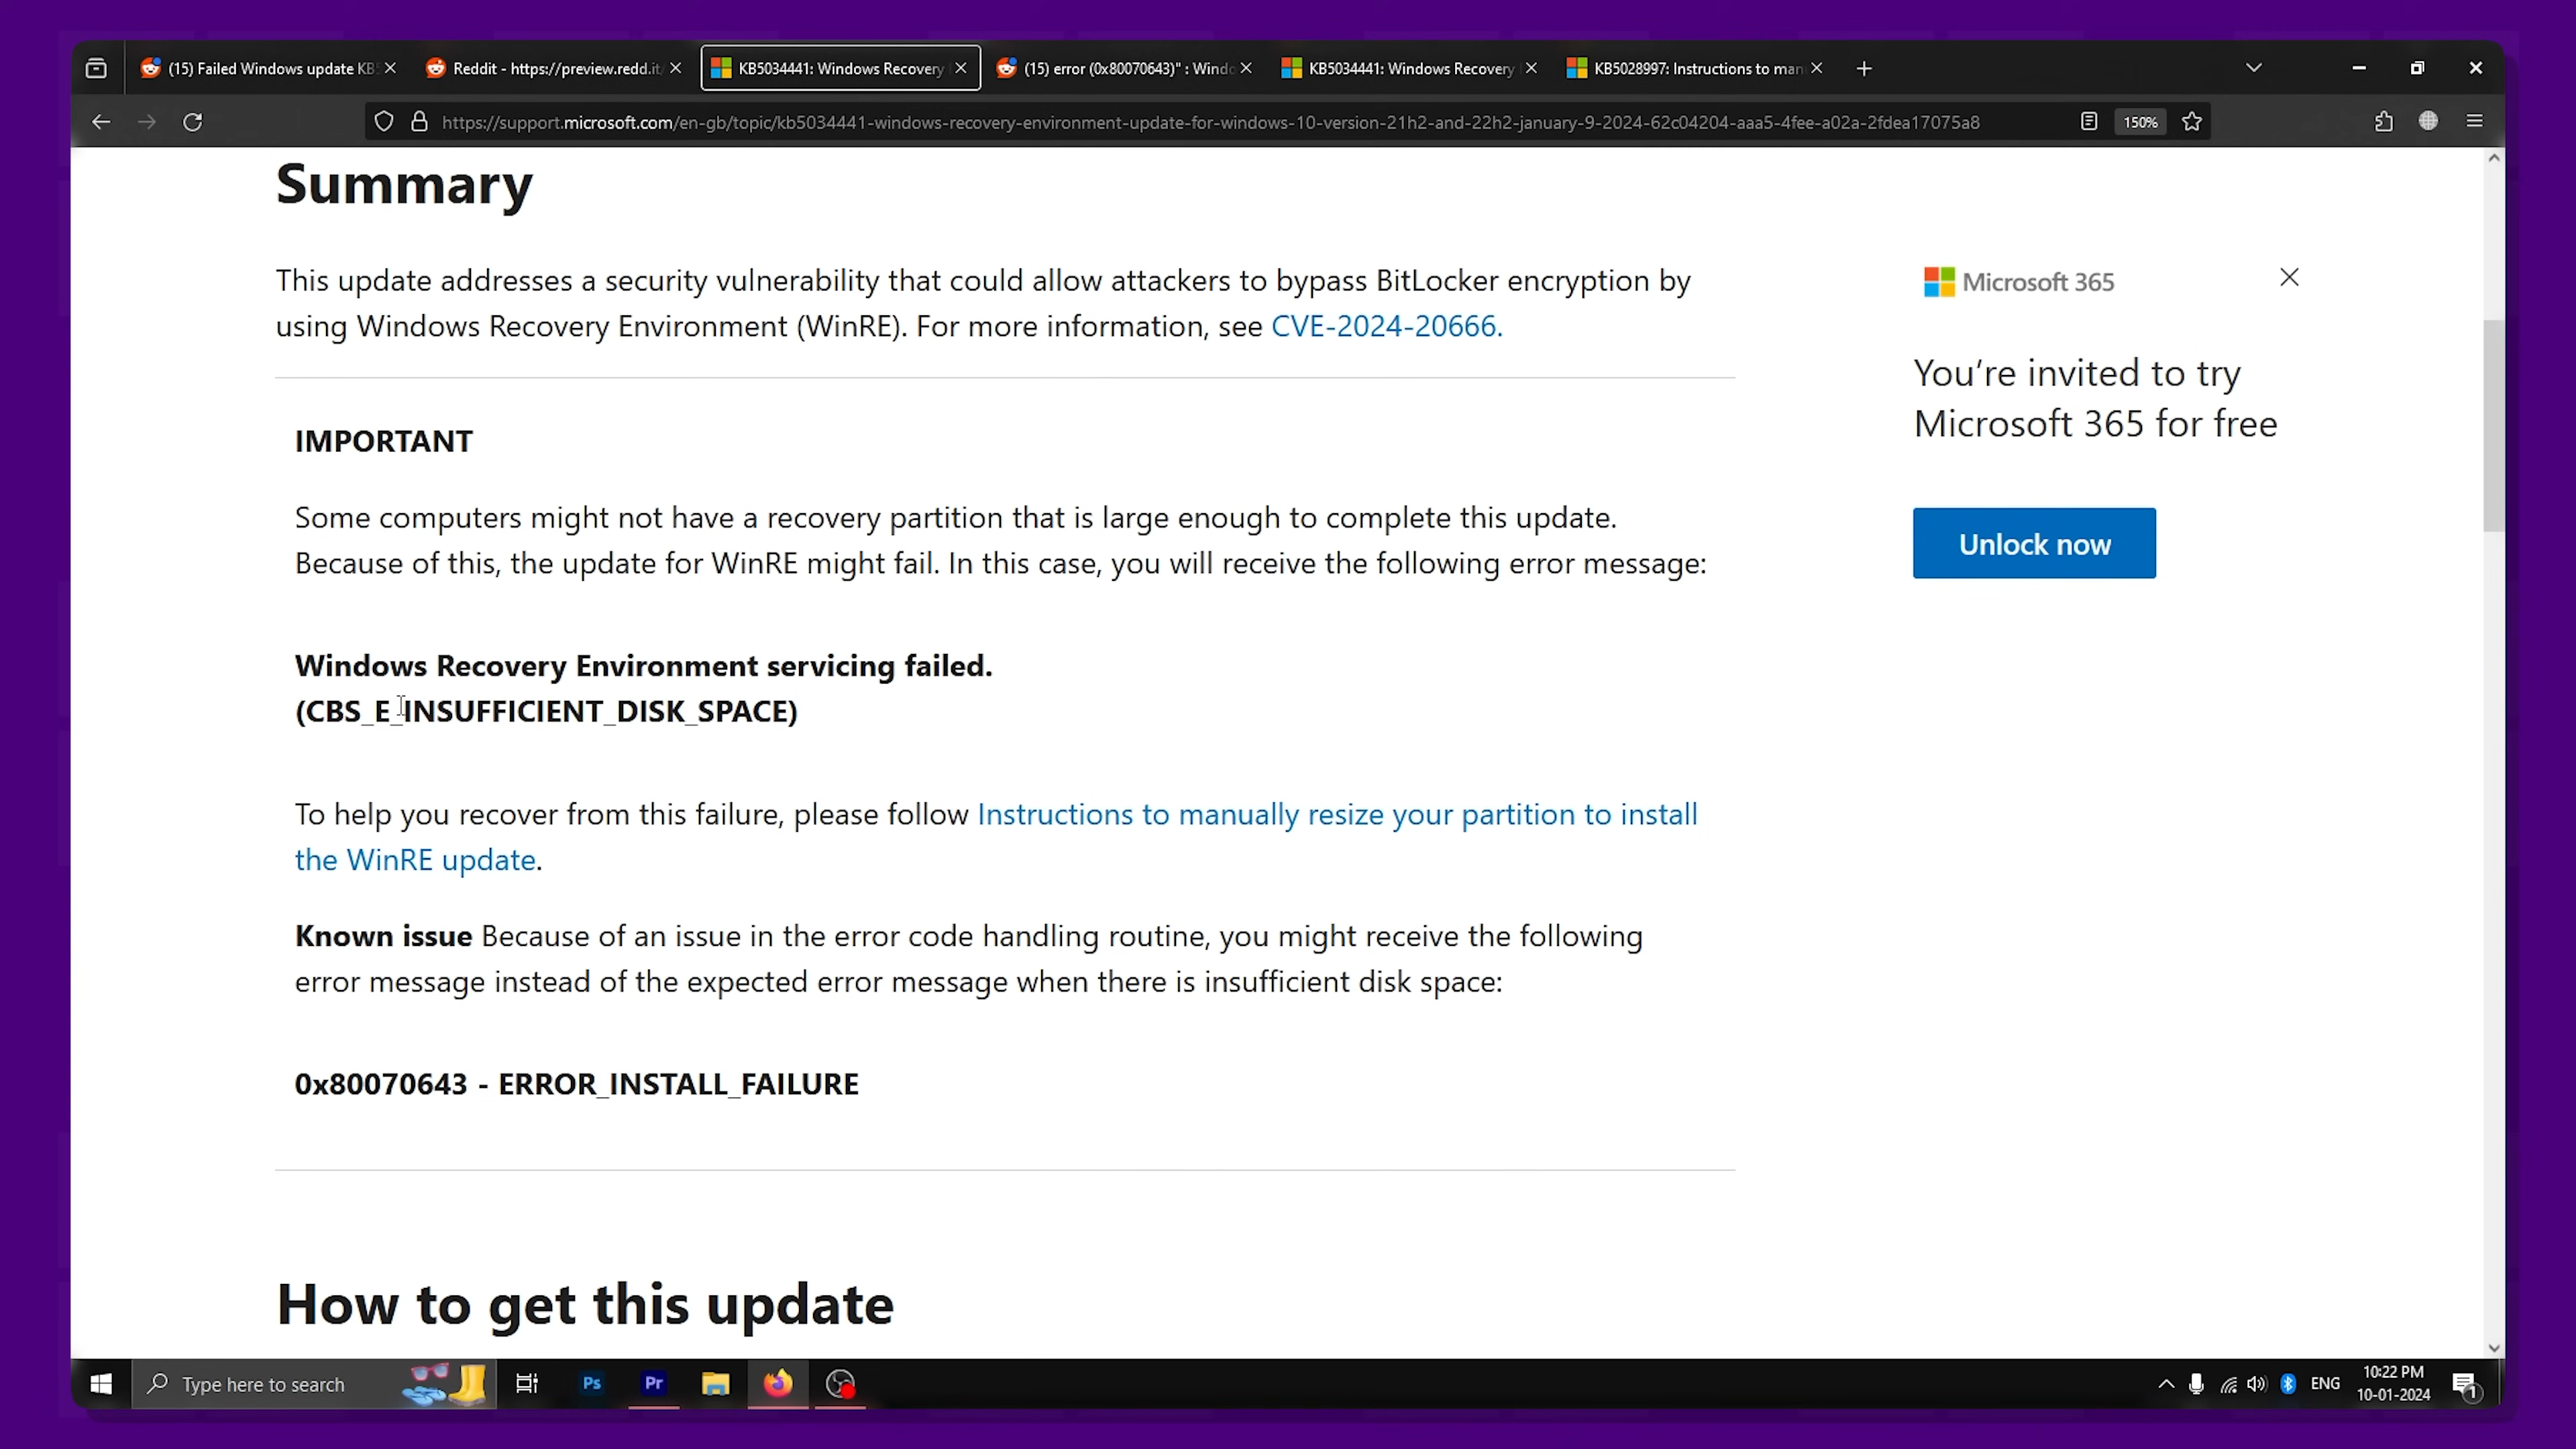 (15) Failed Windows update KB5
Reddit - https://preview.redd.it/
KB5034441: Windows Recovery
(15) error (0x80070643)" : Windo
KB5034441: Windows Recovery
KB5028997: Instructions to man
https://support.microsoft.com/en-gb/topic/kb5034441-windows-recovery-environment-update-for-windows-10-version-21h2-and-22h2-january-9-2024-62c04204-aaa5-4fee-a02a-2fdea17075a8
150%
Summary
This update addresses a security vulnerability that could allow attackers to bypass BitLocker encryption by
using Windows Recovery Environment (WinRE). For more information, see CVE-2024-20666.
IMPORTANT
Some computers might not have a recovery partition that is large enough to complete this update.
Because of this, the update for WinRE might fail. In this case, you will receive the following error message:
Windows Recovery Environment servicing failed.
(CBS_E_INSUFFICIENT_DISK_SPACE)
To help you recover from this failure, please follow Instructions to manually resize your partition to install
the WinRE update.
Known issue Because of an issue in the error code handling routine, you might receive the following
error message instead of the expected error message when there is insufficient disk space:
0x80070643 - ERROR_INSTALL_FAILURE
How to get this update
Microsoft 365
You're invited to try
Microsoft 365 for free
Unlock now
Type here to search
Ps
Pr
ENG
10:22 PM
10-01-2024
1